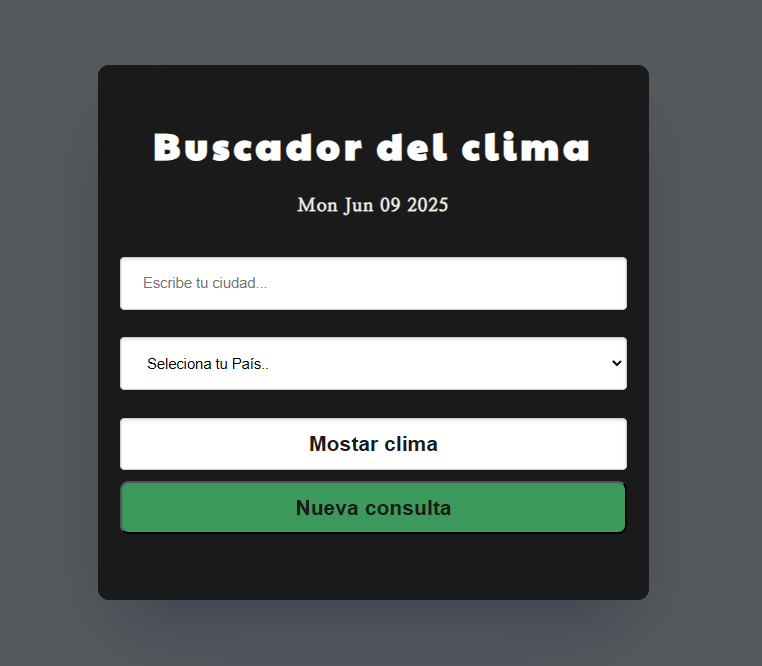 Buscador del clima
Mon Jun 09 2025
Escribe tu ciudad...
Seleciona tu País..
Mostar clima
Nueva consulta